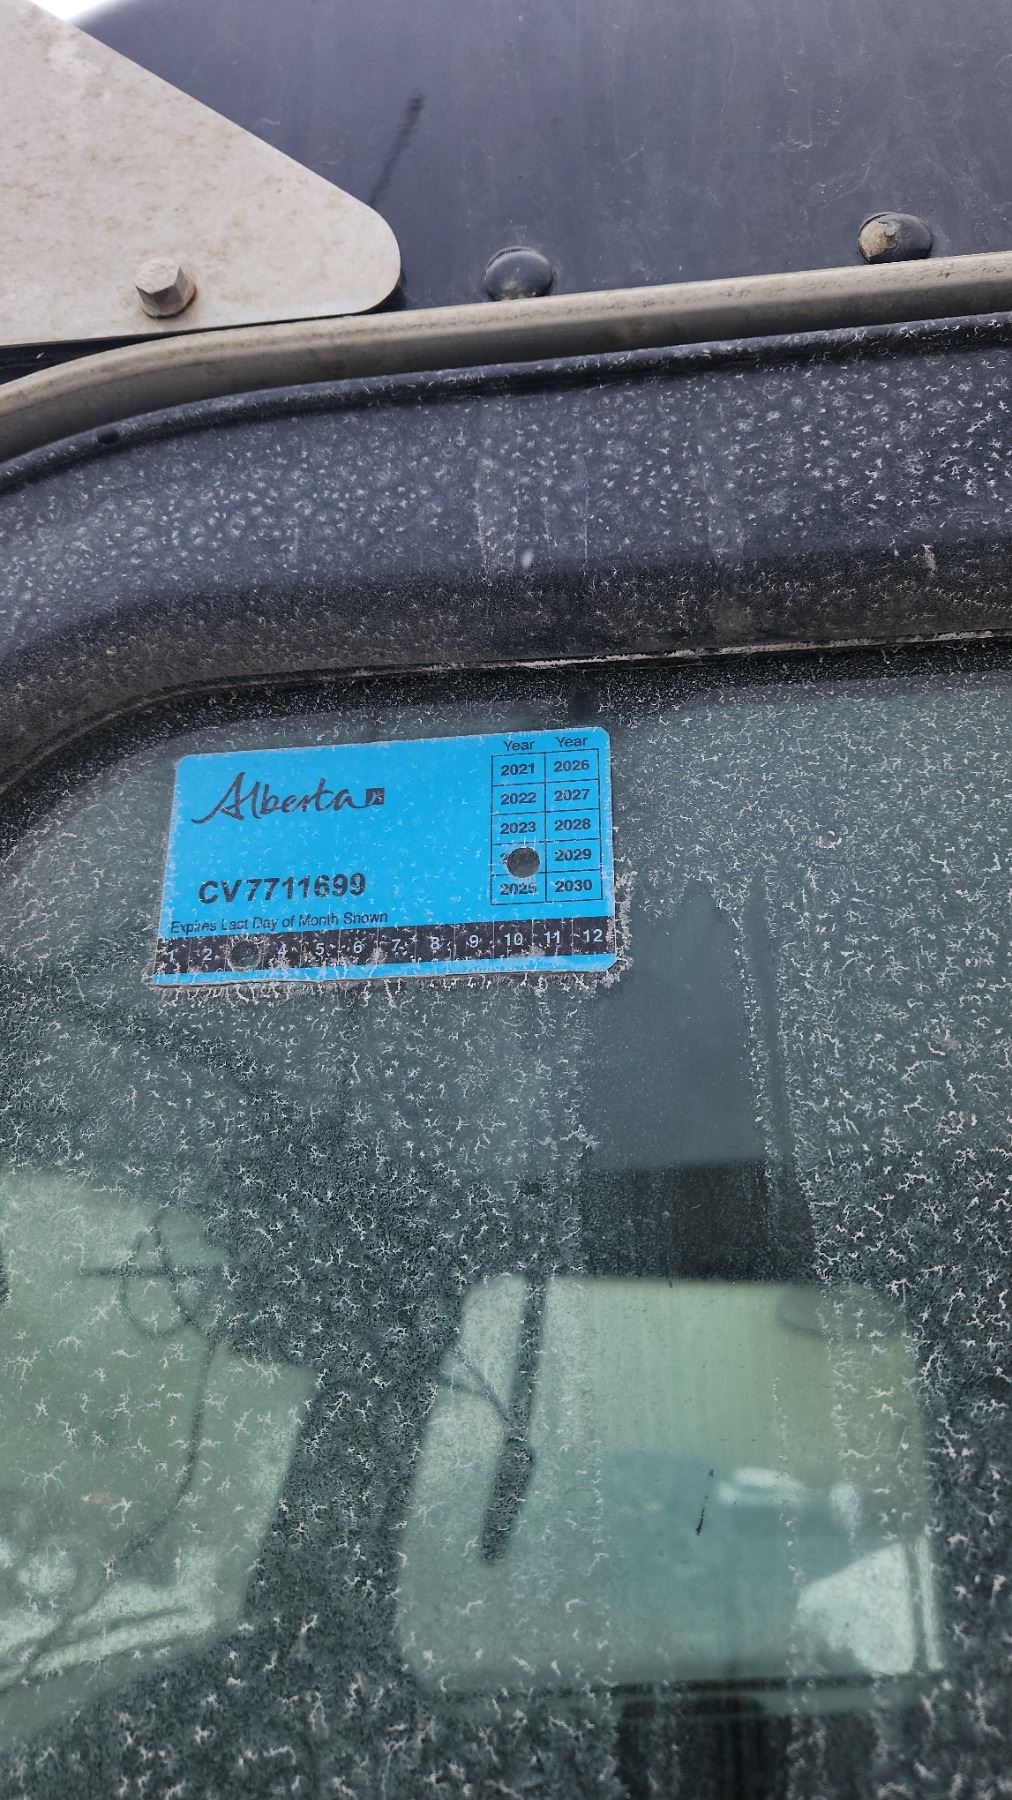 Alberta
Year Year
2021 2026
2022 2027
2023 2028
2029
2025 2030
CV7711699
Expires Last Day of Month Shown
1 2 4 5 6 7 8 9 10 11 12